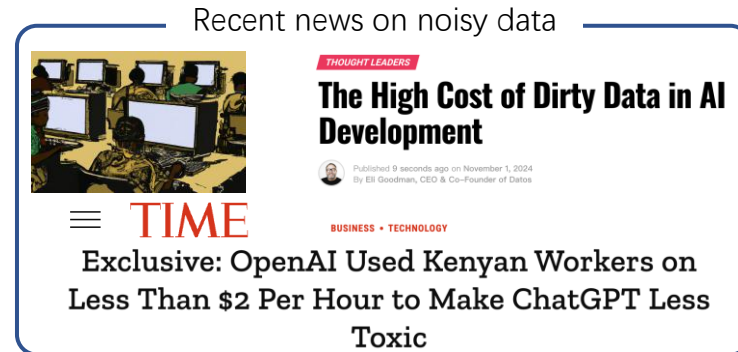 Recent news on noisy data
THOUGHT LEADERS
The High Cost of Dirty Data in AI
Development
Published 9 seconds ago on November 1, 2024
By Eli Goodman, CEO & Co-Founder of Datos
TIME
BUSINESS • TECHNOLOGY
Exclusive: OpenAI Used Kenyan Workers on
Less Than $2 Per Hour to Make ChatGPT Less
Toxic